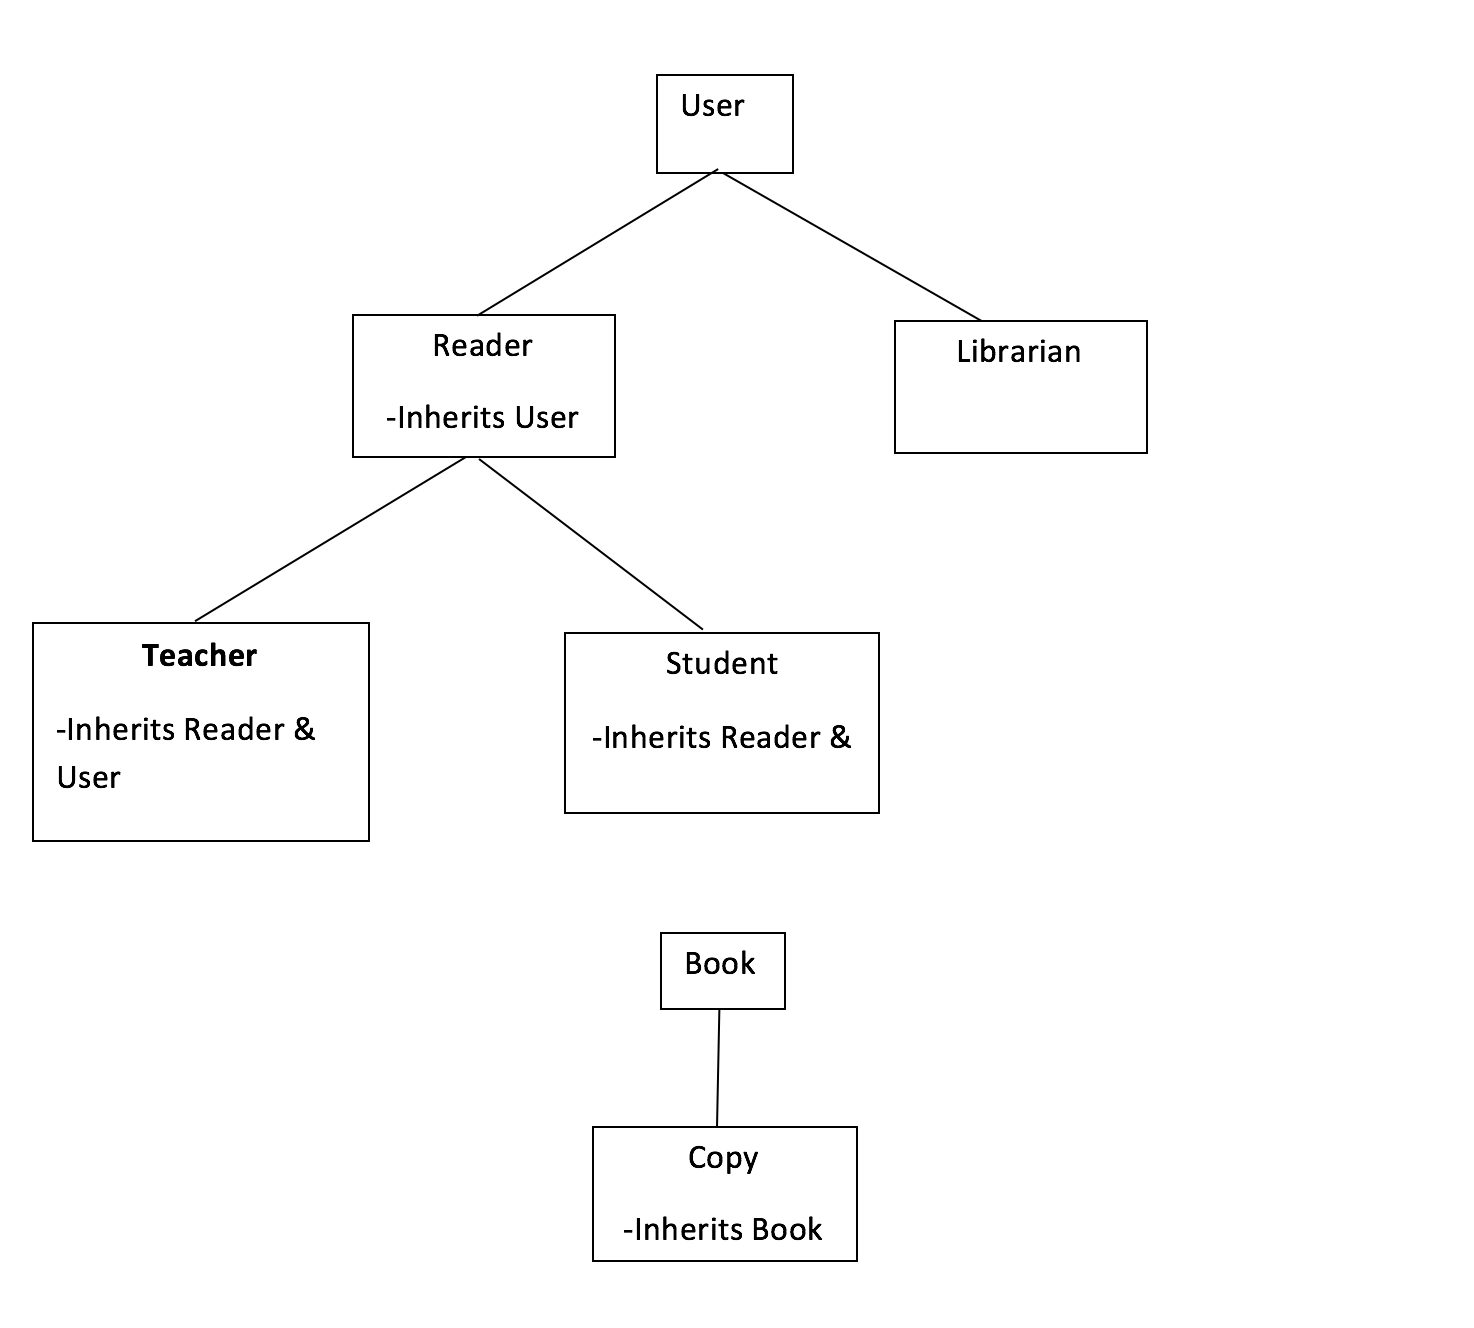 User
Reader
-Inherits User
Librarian
Teacher
-Inherits Reader &
User
Student
-Inherits Reader &
Book
Copy
-Inherits Book